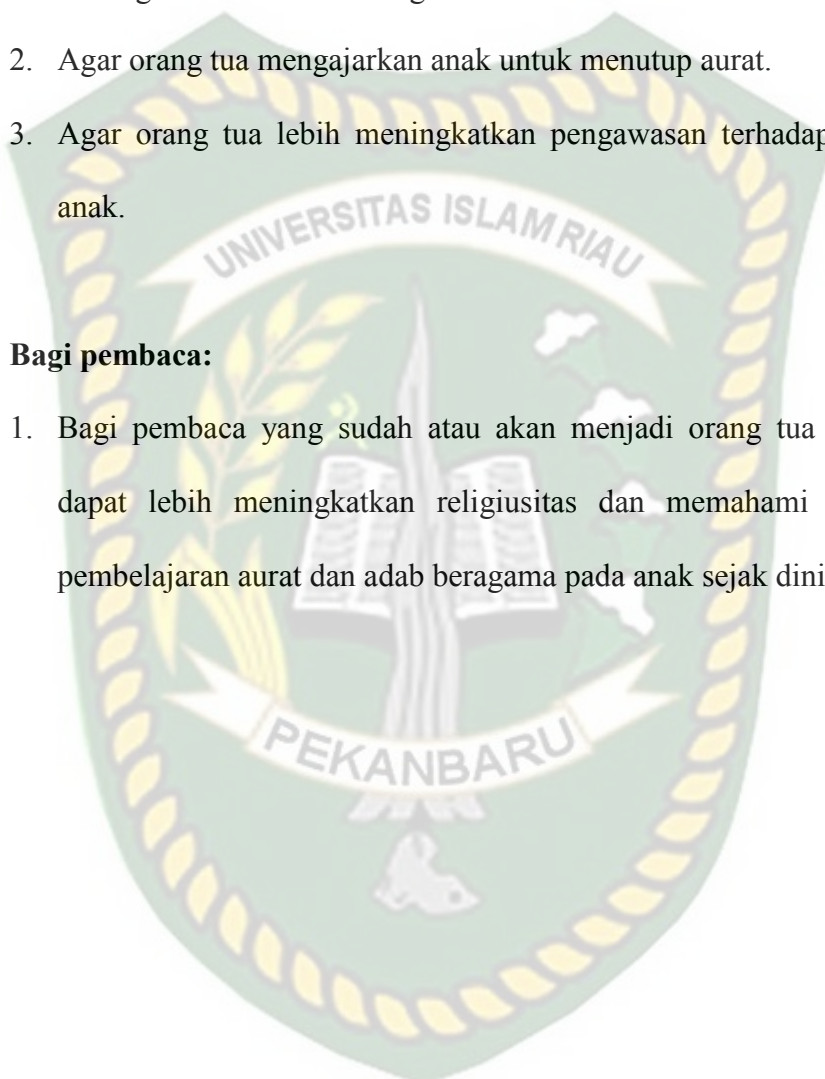 2. Agar orang tua mengajarkan anak untuk menutup aurat.
3. Agar orang tua lebih meningkatkan pengawasan terhadap
anak.
UNIVERSITAS ISLAM RIAU
Bagi pembaca:
1. Bagi pembaca yang sudah atau akan menjadi orang tua
dapat lebih meningkatkan religiusitas dan memahami
pembelajaran aurat dan adab beragama pada anak sejak dini
PEKANBARU